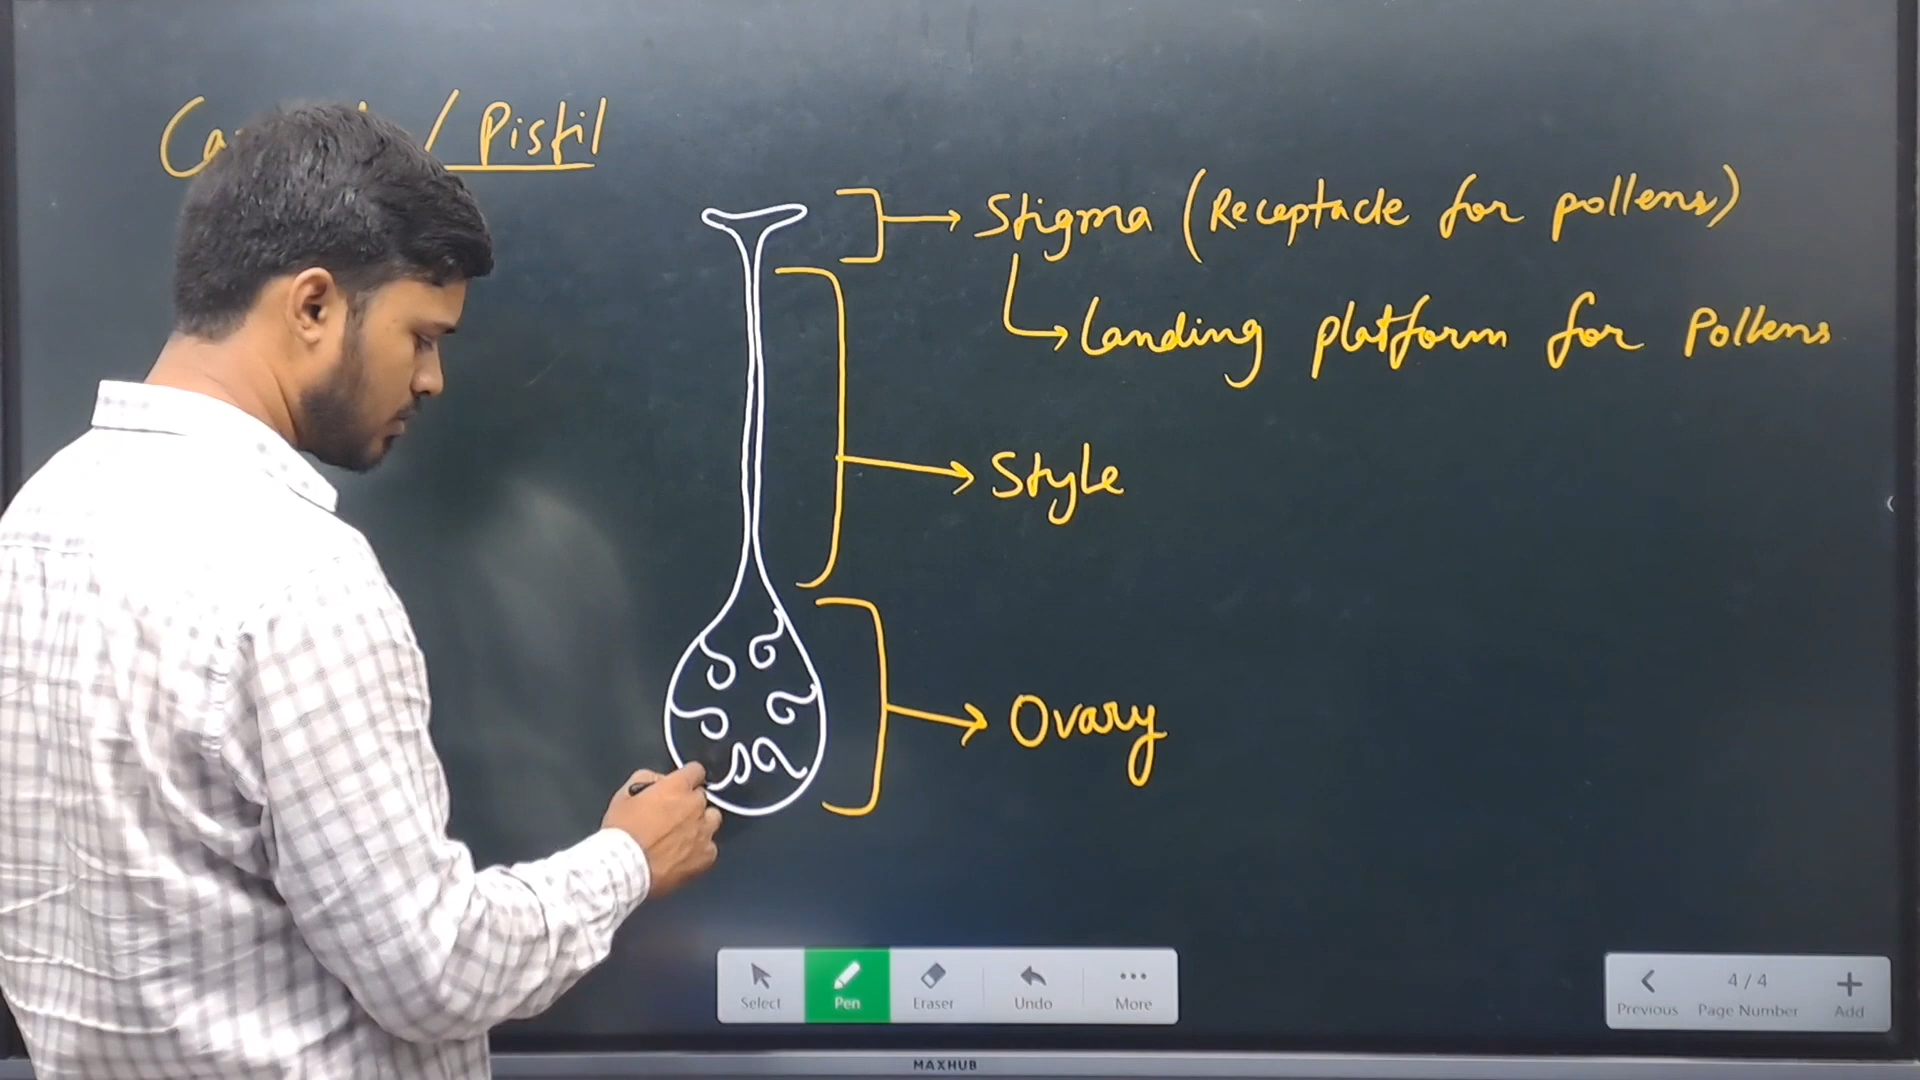 / Pistil
Stigma (Receptacle for pollens)
Landing platform for Pollens
Style
Ovary
Select
Pen
Eraser
Undo
More
Previous
4 / 4
Page Number
Add
MAXHUB